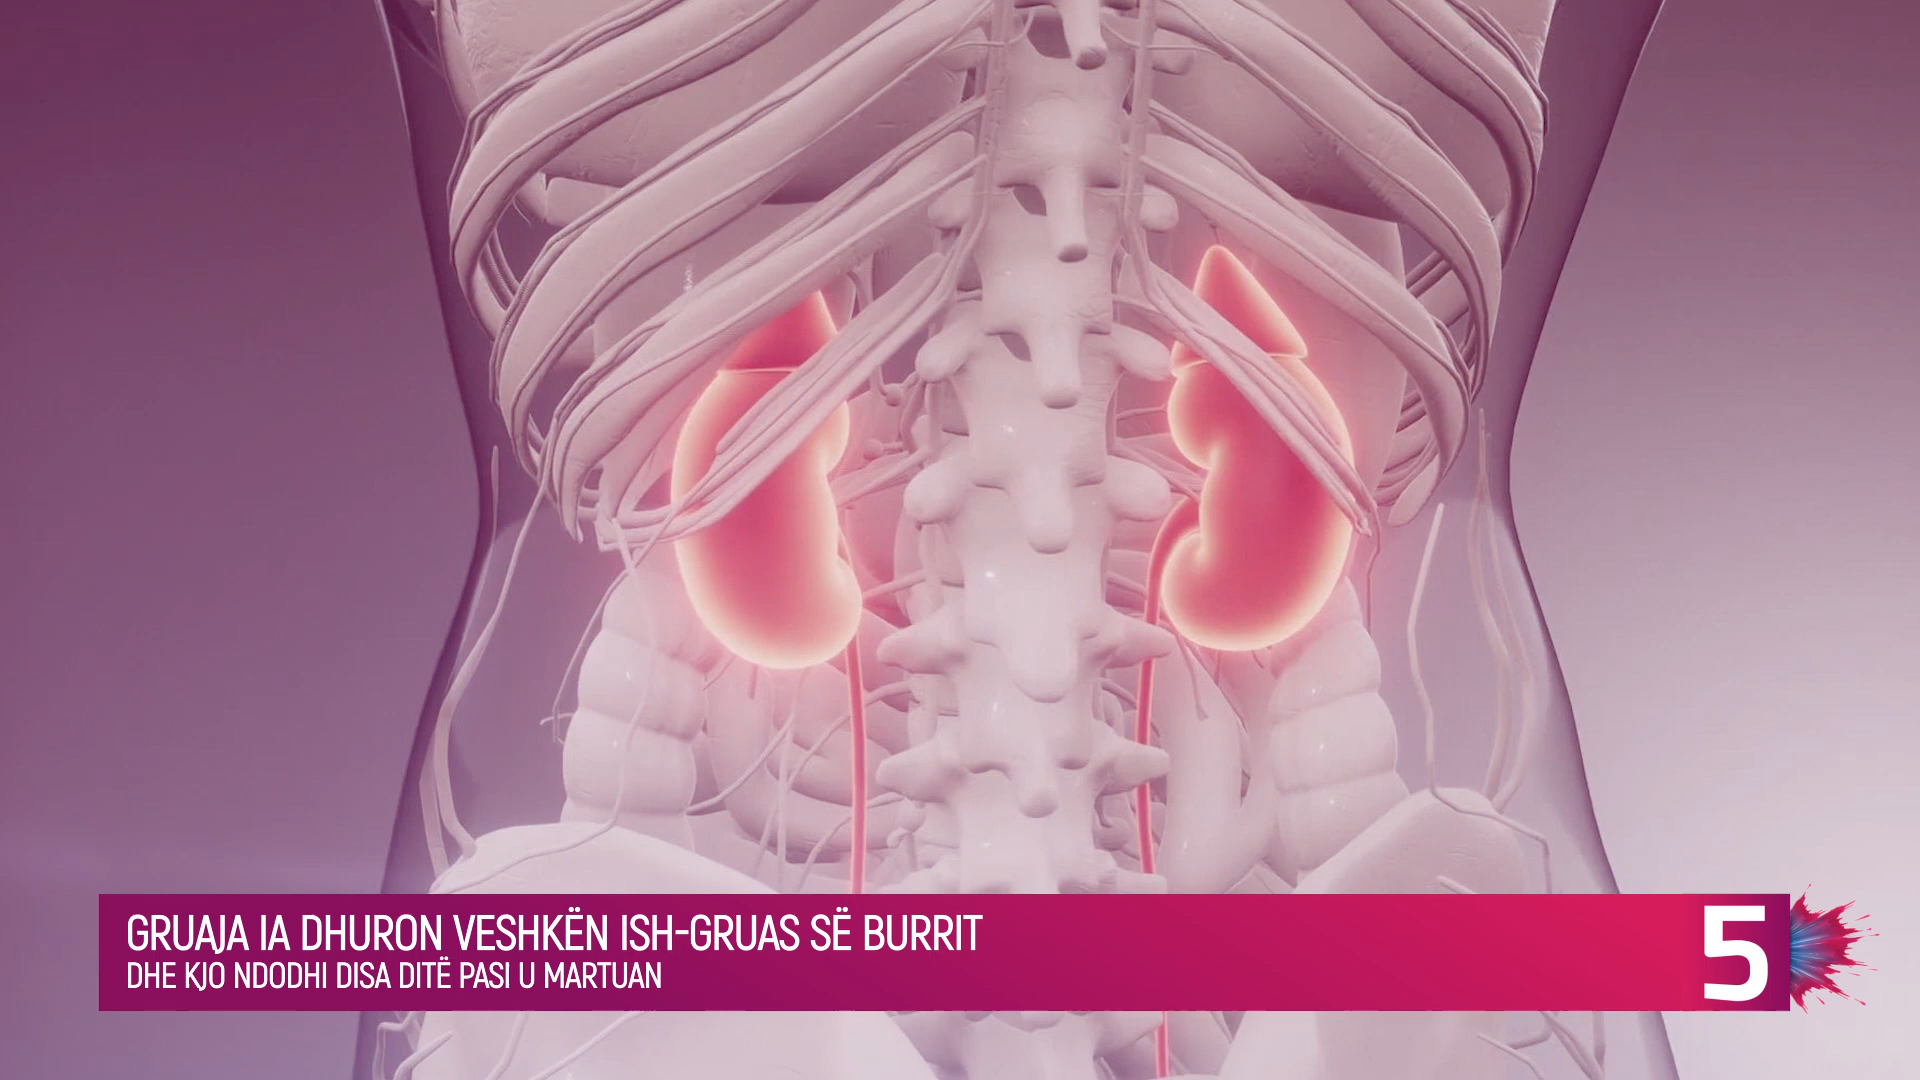 GRUAJA IA DHURON VESHKËN ISH-GRUAS SË BURRIT
DHE KJO NDODHI DISA DITË PASI U MARTUAN
5